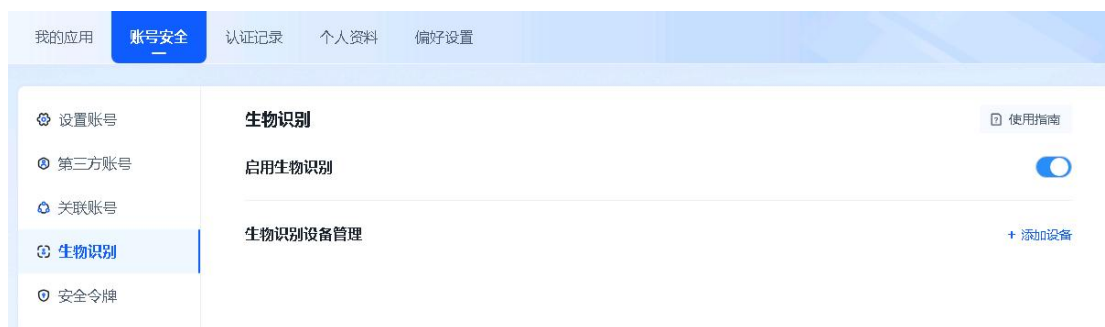 我的应用 账号安全 认证记录 个人资料 偏好设置
设置账号
第三方账号
关联账号
生物识别
安全令牌
生物识别
使用指南
启用生物识别
生物识别设备管理
+ 添加设备